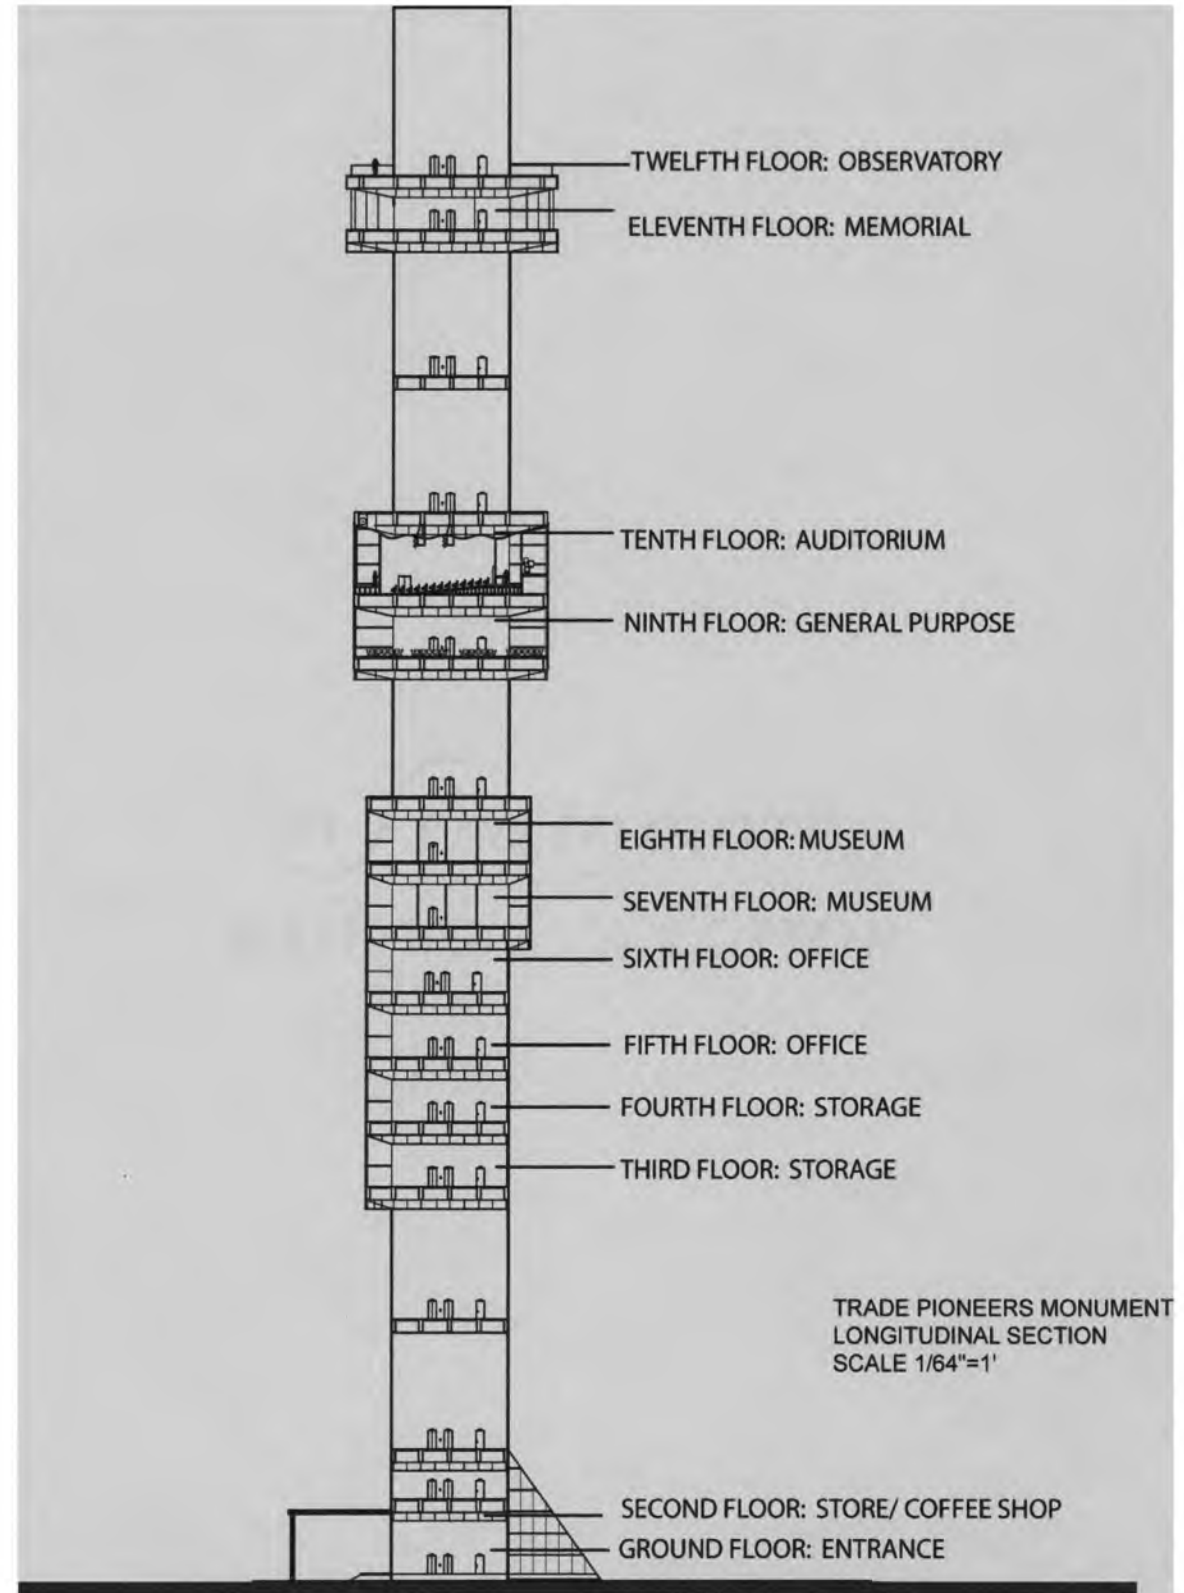 TWELFTH FLOOR: OBSERVATORY
ELEVENTH FLOOR: MEMORIAL
TENTH FLOOR: AUDITORIUM
NINTH FLOOR: GENERAL PURPOSE
EIGHTH FLOOR: MUSEUM
SEVENTH FLOOR: MUSEUM
SIXTH FLOOR: OFFICE
FIFTH FLOOR: OFFICE
FOURTH FLOOR: STORAGE
THIRD FLOOR: STORAGE
TRADE PIONEERS MONUMENT
LONGITUDINAL SECTION
SCALE 1/64"=1'
SECOND FLOOR: STORE/ COFFEE SHOP
GROUND FLOOR: ENTRANCE